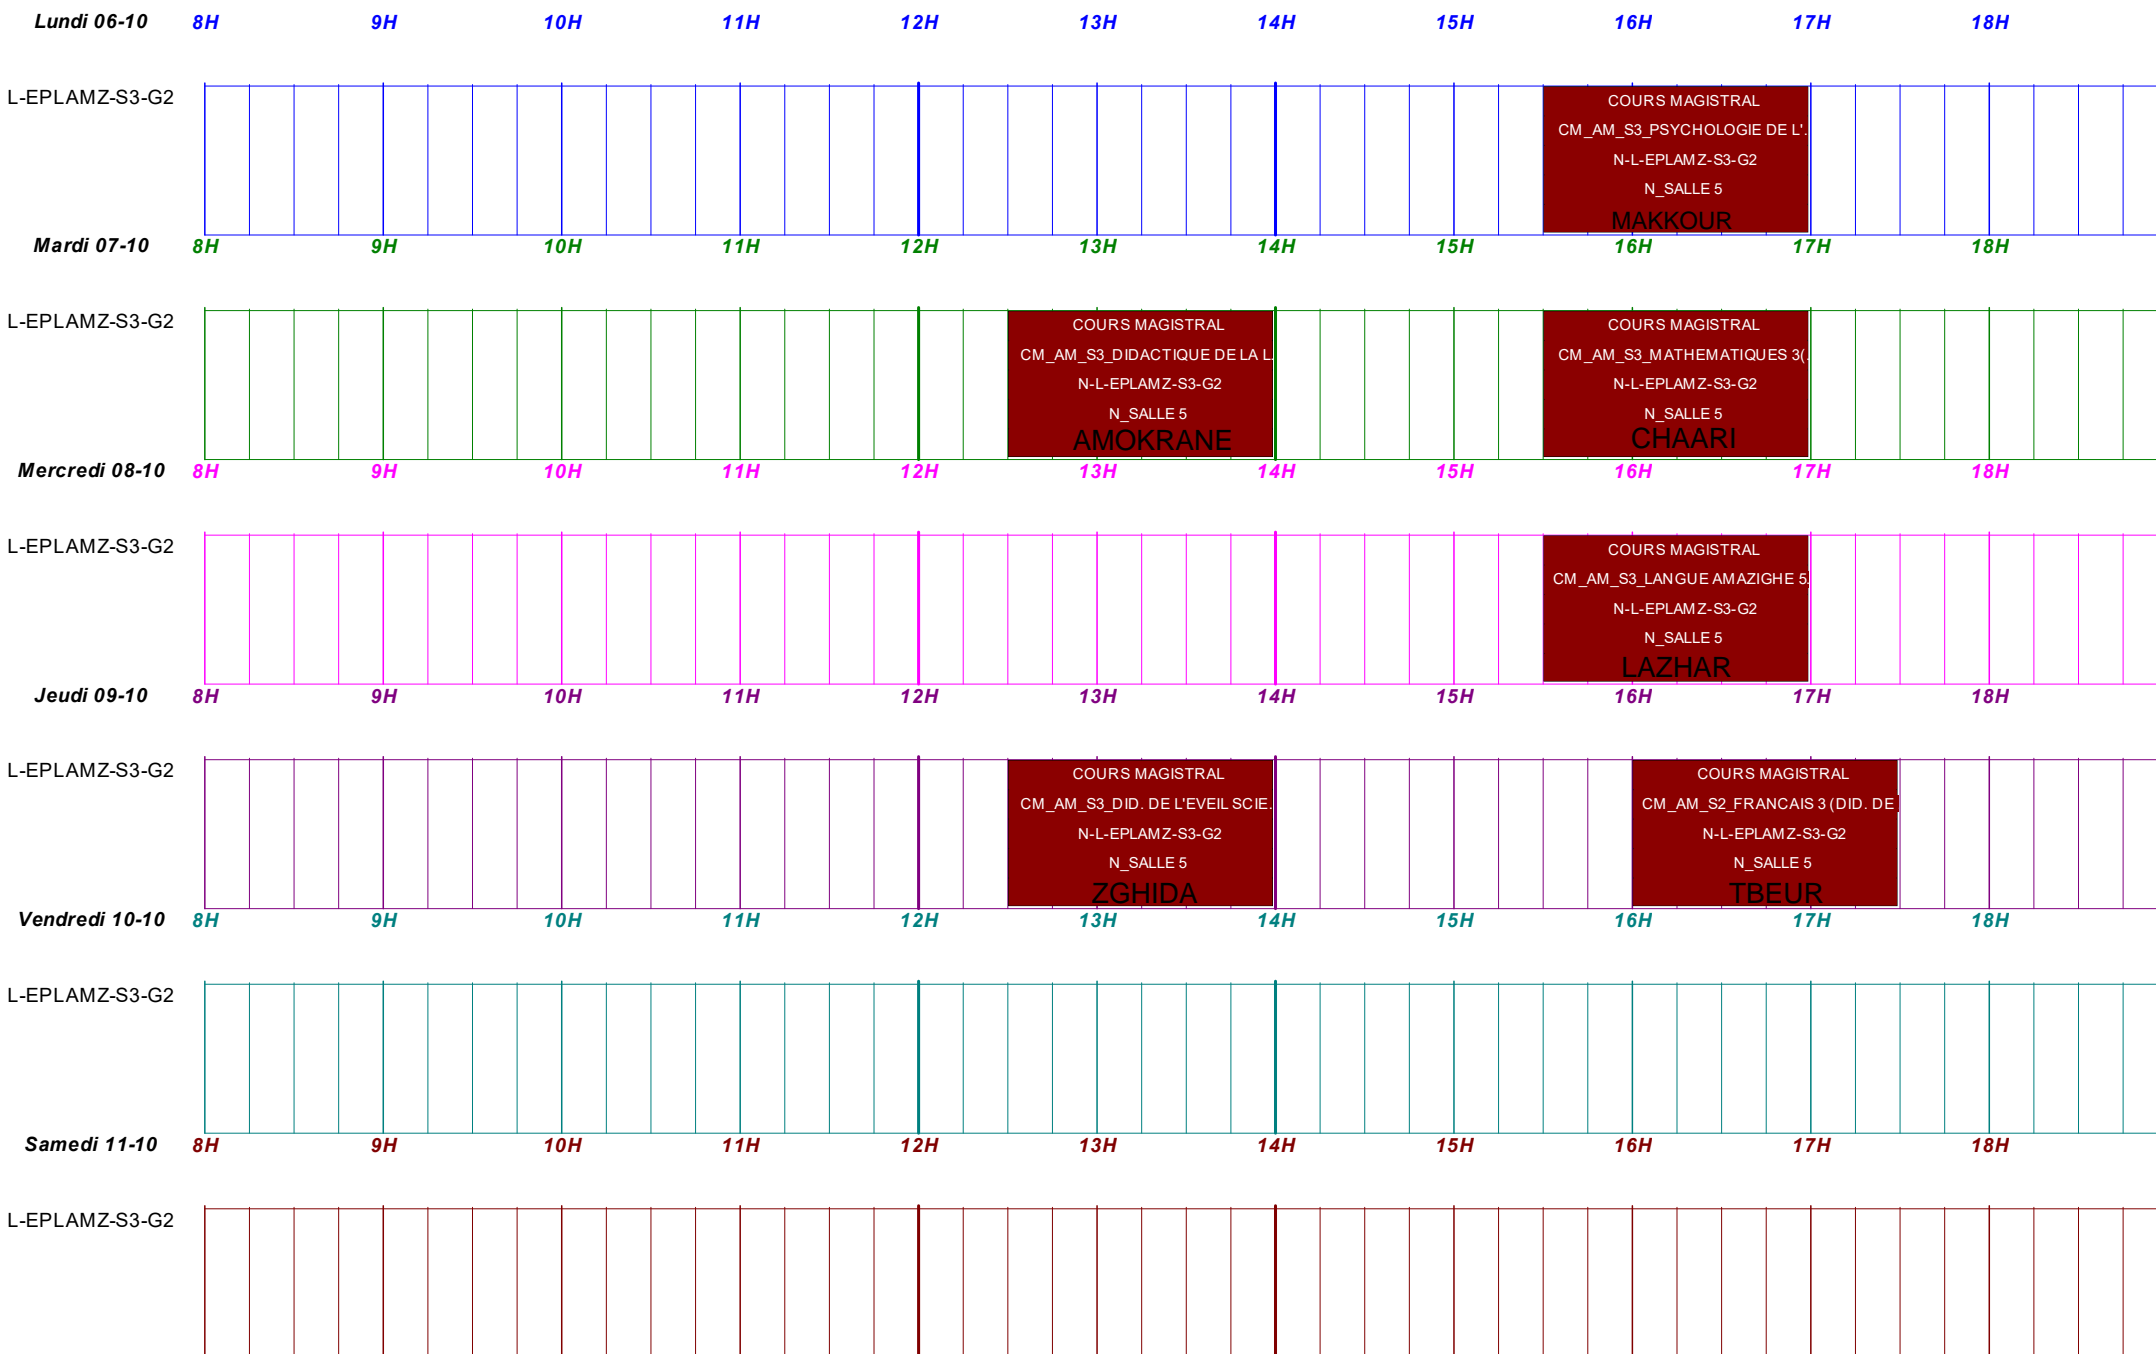 Lundi 06-10 8H 9H 10H 11H 12H 13H 14H 15H 16H 17H 18H
L-EPLAMZ-S3-G2
COURS MAGISTRAL
CM_AM_S3_PSYCHOLOGIE DE L'.
N-L-EPLAMZ-S3-G2
N_SALLE 5
MAKKOUR
Mardi 07-10 8H 9H 10H 11H 12H 13H 14H 15H 16H 17H 18H
L-EPLAMZ-S3-G2
COURS MAGISTRAL
CM_AM_S3_DIDACTIQUE DE LA L.
N-L-EPLAMZ-S3-G2
N_SALLE 5
AMOKRANE
COURS MAGISTRAL
CM_AM_S3_MATHEMATIQUES 3(.
N-L-EPLAMZ-S3-G2
N_SALLE 5
CHAARI
Mercredi 08-10 8H 9H 10H 11H 12H 13H 14H 15H 16H 17H 18H
L-EPLAMZ-S3-G2
COURS MAGISTRAL
CM_AM_S3_LANGUE AMAZIGHE 5.
N-L-EPLAMZ-S3-G2
N_SALLE 5
LAZHAR
Jeudi 09-10 8H 9H 10H 11H 12H 13H 14H 15H 16H 17H 18H
L-EPLAMZ-S3-G2
COURS MAGISTRAL
CM_AM_S3_DID. DE L'EVEIL SCIE.
N-L-EPLAMZ-S3-G2
N_SALLE 5
ZGHIDA
COURS MAGISTRAL
CM_AM_S2_FRANCAIS 3 (DID. DE
N-L-EPLAMZ-S3-G2
N_SALLE 5
TBEUR
Vendredi 10-10 8H 9H 10H 11H 12H 13H 14H 15H 16H 17H 18H
L-EPLAMZ-S3-G2
Samedi 11-10 8H 9H 10H 11H 12H 13H 14H 15H 16H 17H 18H
L-EPLAMZ-S3-G2